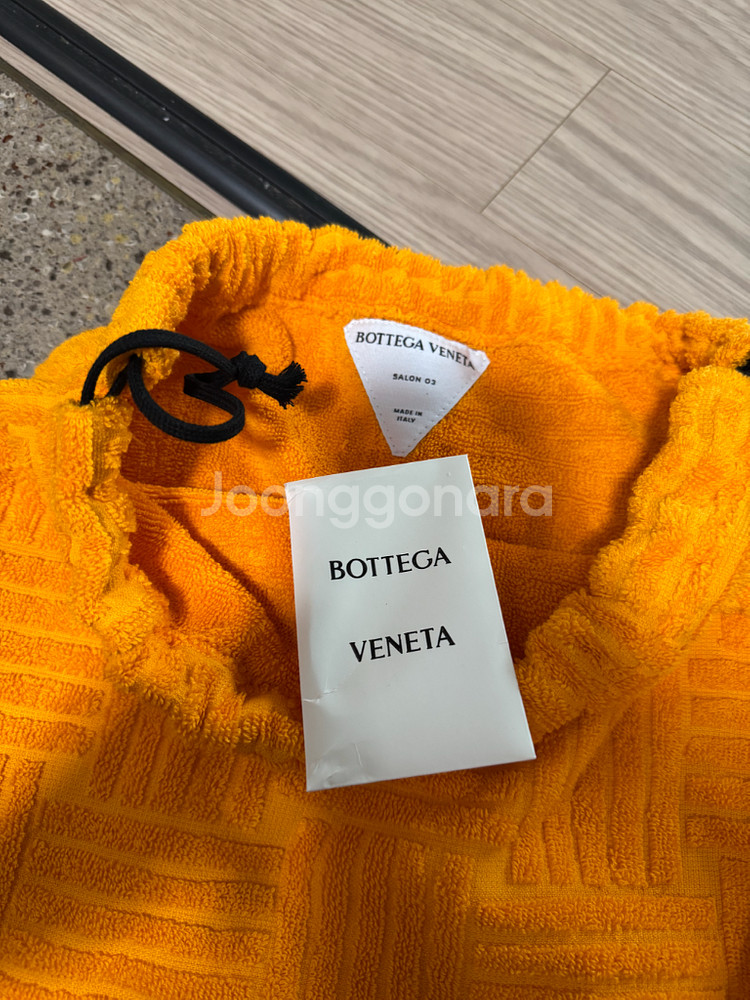 BOTTEGA VENETA
SALON 03
MADE IN
ITALY
Joonggonara
BOTTEGA
VENETA